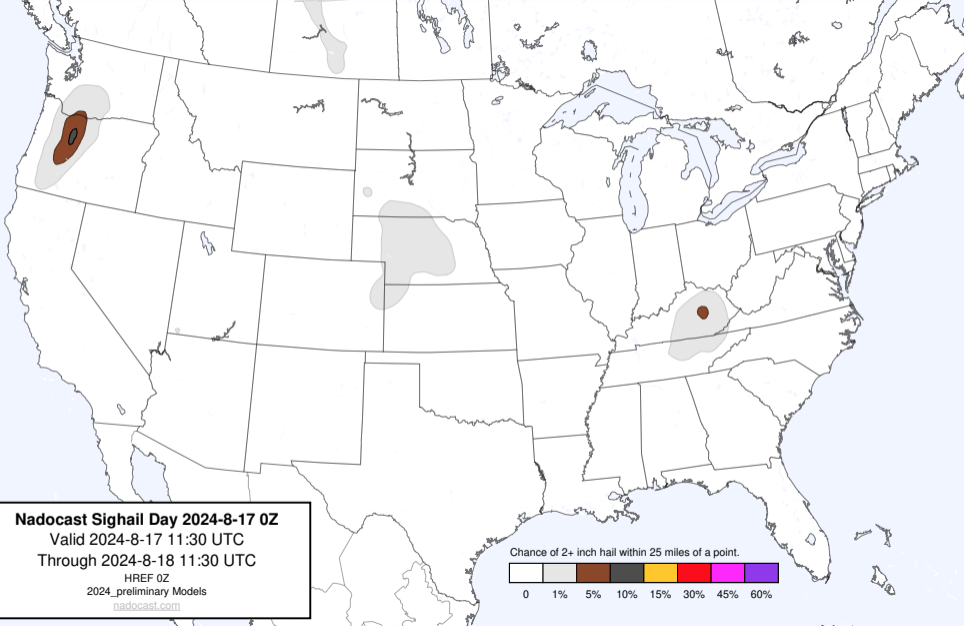 Nadocast Sighail Day 2024-8-17 0Z
Valid 2024-8-17 11:30 UTC
Through 2024-8-18 11:30 UTC
HREF 0Z
2024_preliminary Models
nadocast.com
Chance of 2+ inch hail within 25 miles of a point.
0 1% 5% 10% 15% 30% 45% 60%